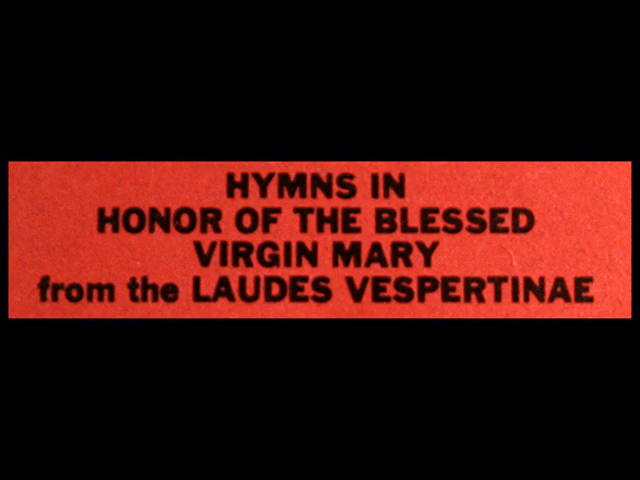 HYMNS IN
HONOR OF THE BLESSED
VIRGIN MARY
from the LAUDES VESPERTINAE